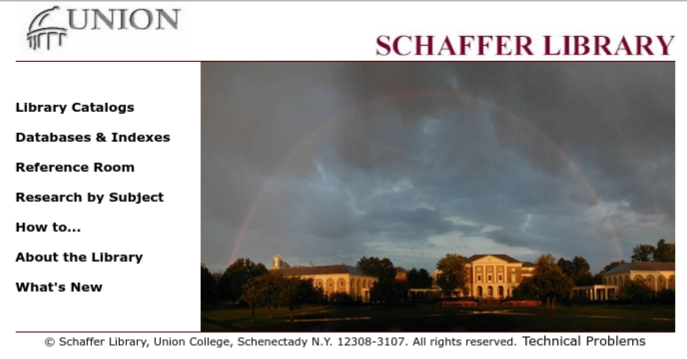 UNION
SCHAFFER LIBRARY
Library Catalogs
Databases & Indexes
Reference Room
Research by Subject
How to...
About the Library
What's New
© Schaffer Library, Union College, Schenectady N.Y. 12308-3107. All rights reserved. Technical Problems